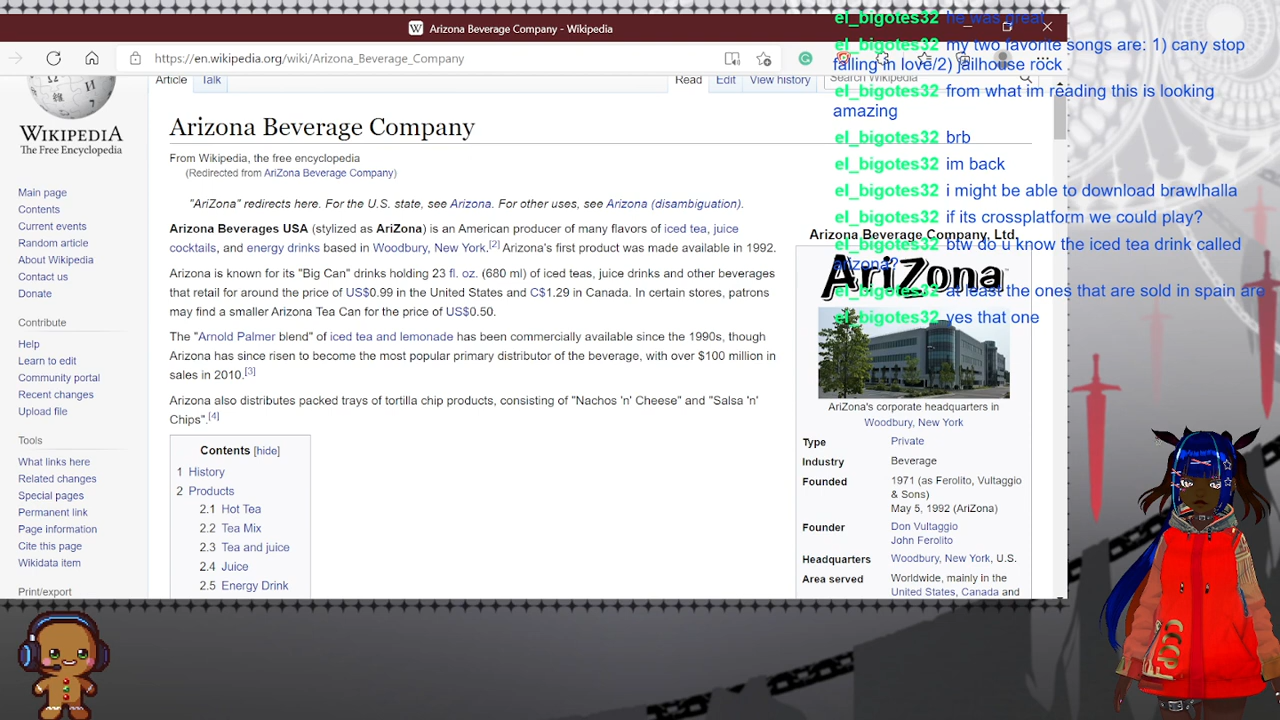 Arizona Beverage Company - Wikipedia
https://en.wikipedia.org/wiki/Arizona_Beverage_Company
Article Talk
Read Edit View history
Search Wikipedia
WIKIPEDIA
The Free Encyclopedia
Main page
Contents
Current events
Random article
About Wikipedia
Contact us
Donate
Contribute
Help
Learn to edit
Community portal
Recent changes
Upload file
Tools
What links here
Related changes
Special pages
Permanent link
Page information
Cite this page
Wikidata item
Print/export
Arizona Beverage Company
From Wikipedia, the free encyclopedia
(Redirected from AriZona Beverage Company)
"AriZona" redirects here. For the U.S. state, see Arizona. For other uses, see Arizona (disambiguation).
Arizona Beverages USA (stylized as AriZona) is an American producer of many flavors of iced tea, juice
cocktails, and energy drinks based in Woodbury, New York.[2] Arizona's first product was made available in 1992.
Arizona is known for its "Big Can" drinks holding 23 fl. oz. (680 ml) of iced teas, juice drinks and other beverages
that retail for around the price of US$0.99 in the United States and C$1.29 in Canada. In certain stores, patrons
may find a smaller Arizona Tea Can for the price of US$0.50.
The "Arnold Palmer blend" of iced tea and lemonade has been commercially available since the 1990s, though
Arizona has since risen to become the most popular primary distributor of the beverage, with over $100 million in
sales in 2010.[3]
Arizona also distributes packed trays of tortilla chip products, consisting of "Nachos 'n' Cheese" and "Salsa 'n'
Chips".[4]
Contents [hide]
1 History
2 Products
2.1 Hot Tea
2.2 Tea Mix
2.3 Tea and juice
2.4 Juice
2.5 Energy Drink
Arizona Beverage Company, Ltd.
AriZona
AriZona's corporate headquarters in
Woodbury, New York
Type Private
Industry Beverage
Founded 1971 (as Ferolito, Vultaggio
& Sons)
May 5, 1992 (AriZona)
Founder Don Vultaggio
John Ferolito
Headquarters Woodbury, New York, U.S.
Area served Worldwide, mainly in the
United States, Canada and
el_bigotes32 he was great
el_bigotes32 my two favorite songs are: 1) cany stop
falling in love/2) jailhouse rock
el_bigotes32 from what im reading this is looking
amazing
el_bigotes32 brb
el_bigotes32 im back
el_bigotes32 i might be able to download brawlhalla
el_bigotes32 if its crossplatform we could play?
el_bigotes32 btw do u know the iced tea drink called
arizona?
el_bigotes32 at least the ones that are sold in spain are
el_bigotes32 yes that one
CCCP